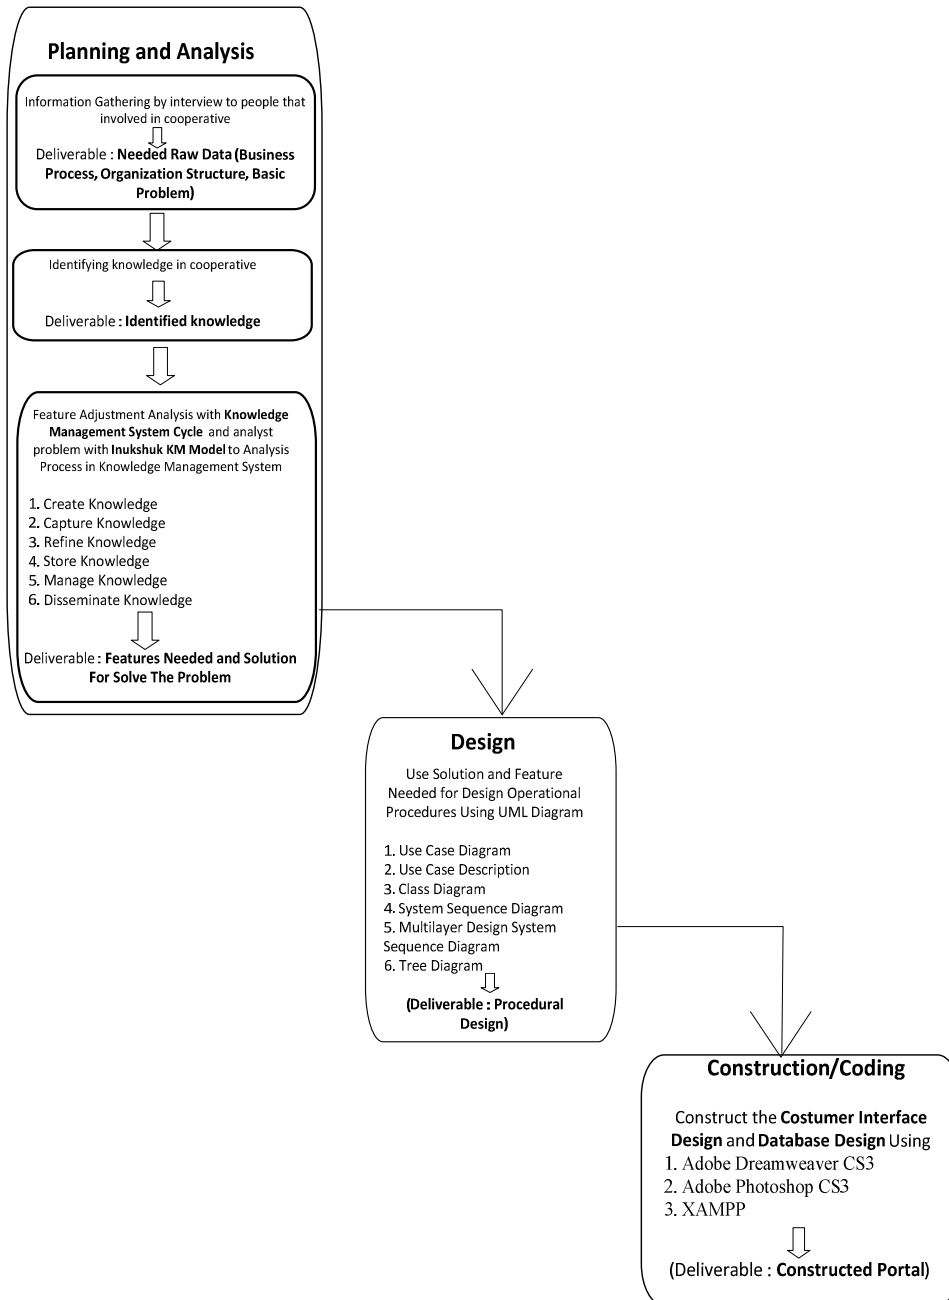 Planning and Analysis
Information Gathering by interview to people that
involved in cooperative
Deliverable : Needed Raw Data (Business
Process, Organization Structure, Basic
Problem)
Identifying knowledge in cooperative
Deliverable : Identified knowledge
Feature Adjustment Analysis with Knowledge
Management System Cycle and analyst
problem with Inukshuk KM Model to Analysis
Process in Knowledge Management System
1. Create Knowledge
2. Capture Knowledge
3. Refine Knowledge
4. Store Knowledge
5. Manage Knowledge
6. Disseminate Knowledge
Deliverable : Features Needed and Solution
For Solve The Problem
Design
Use Solution and Feature
Needed for Design Operational
Procedures Using UML Diagram
1. Use Case Diagram
2. Use Case Description
3. Class Diagram
4. System Sequence Diagram
5. Multilayer Design System
Sequence Diagram
6. Tree Diagram
(Deliverable : Procedural
Design)
Construction/Coding
Construct the Costumer Interface
Design and Database Design Using
1. Adobe Dreamweaver CS3
2. Adobe Photoshop CS3
3. XAMPP
(Deliverable : Constructed Portal)